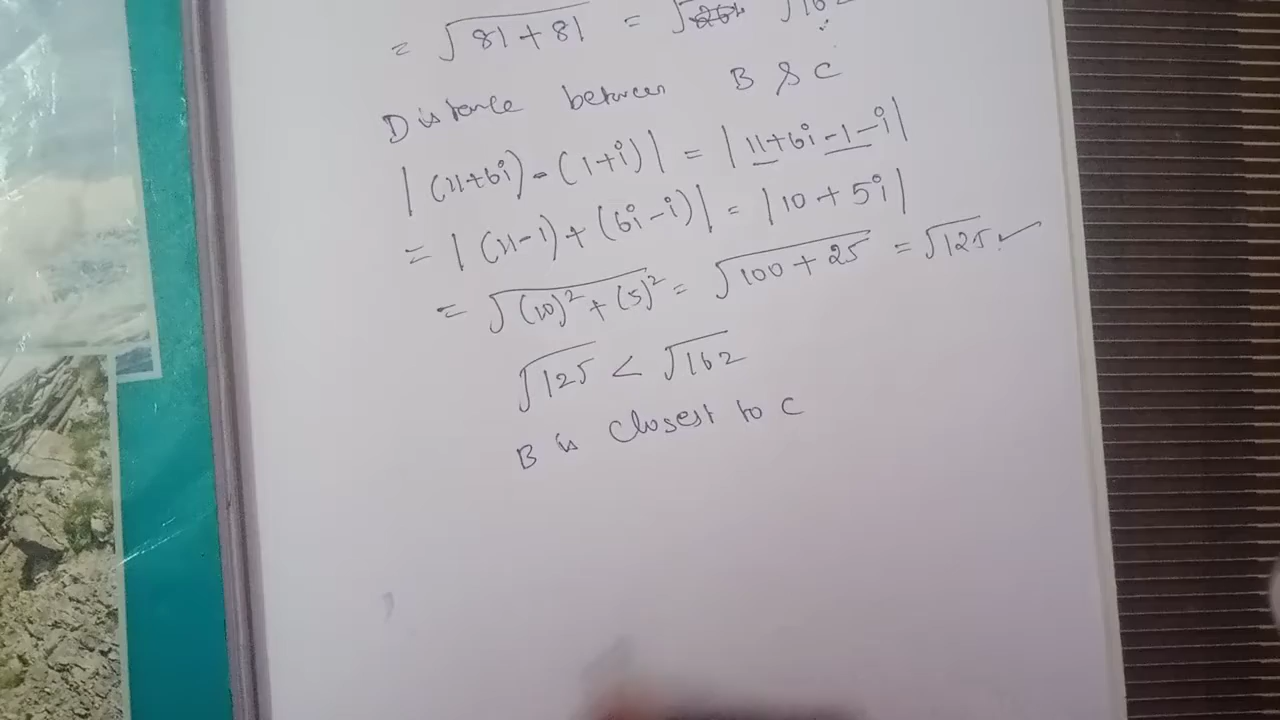 = √81+81 = √162
Distance between B & C
|(11+6i)-(1+i)| = |11+6i-1-i|
= |(11-1)+(6i-i)| = |10+5i|
= √(10)²+(5)² = √100+25 = √125 ✓
√125 < √162
B is closest to C